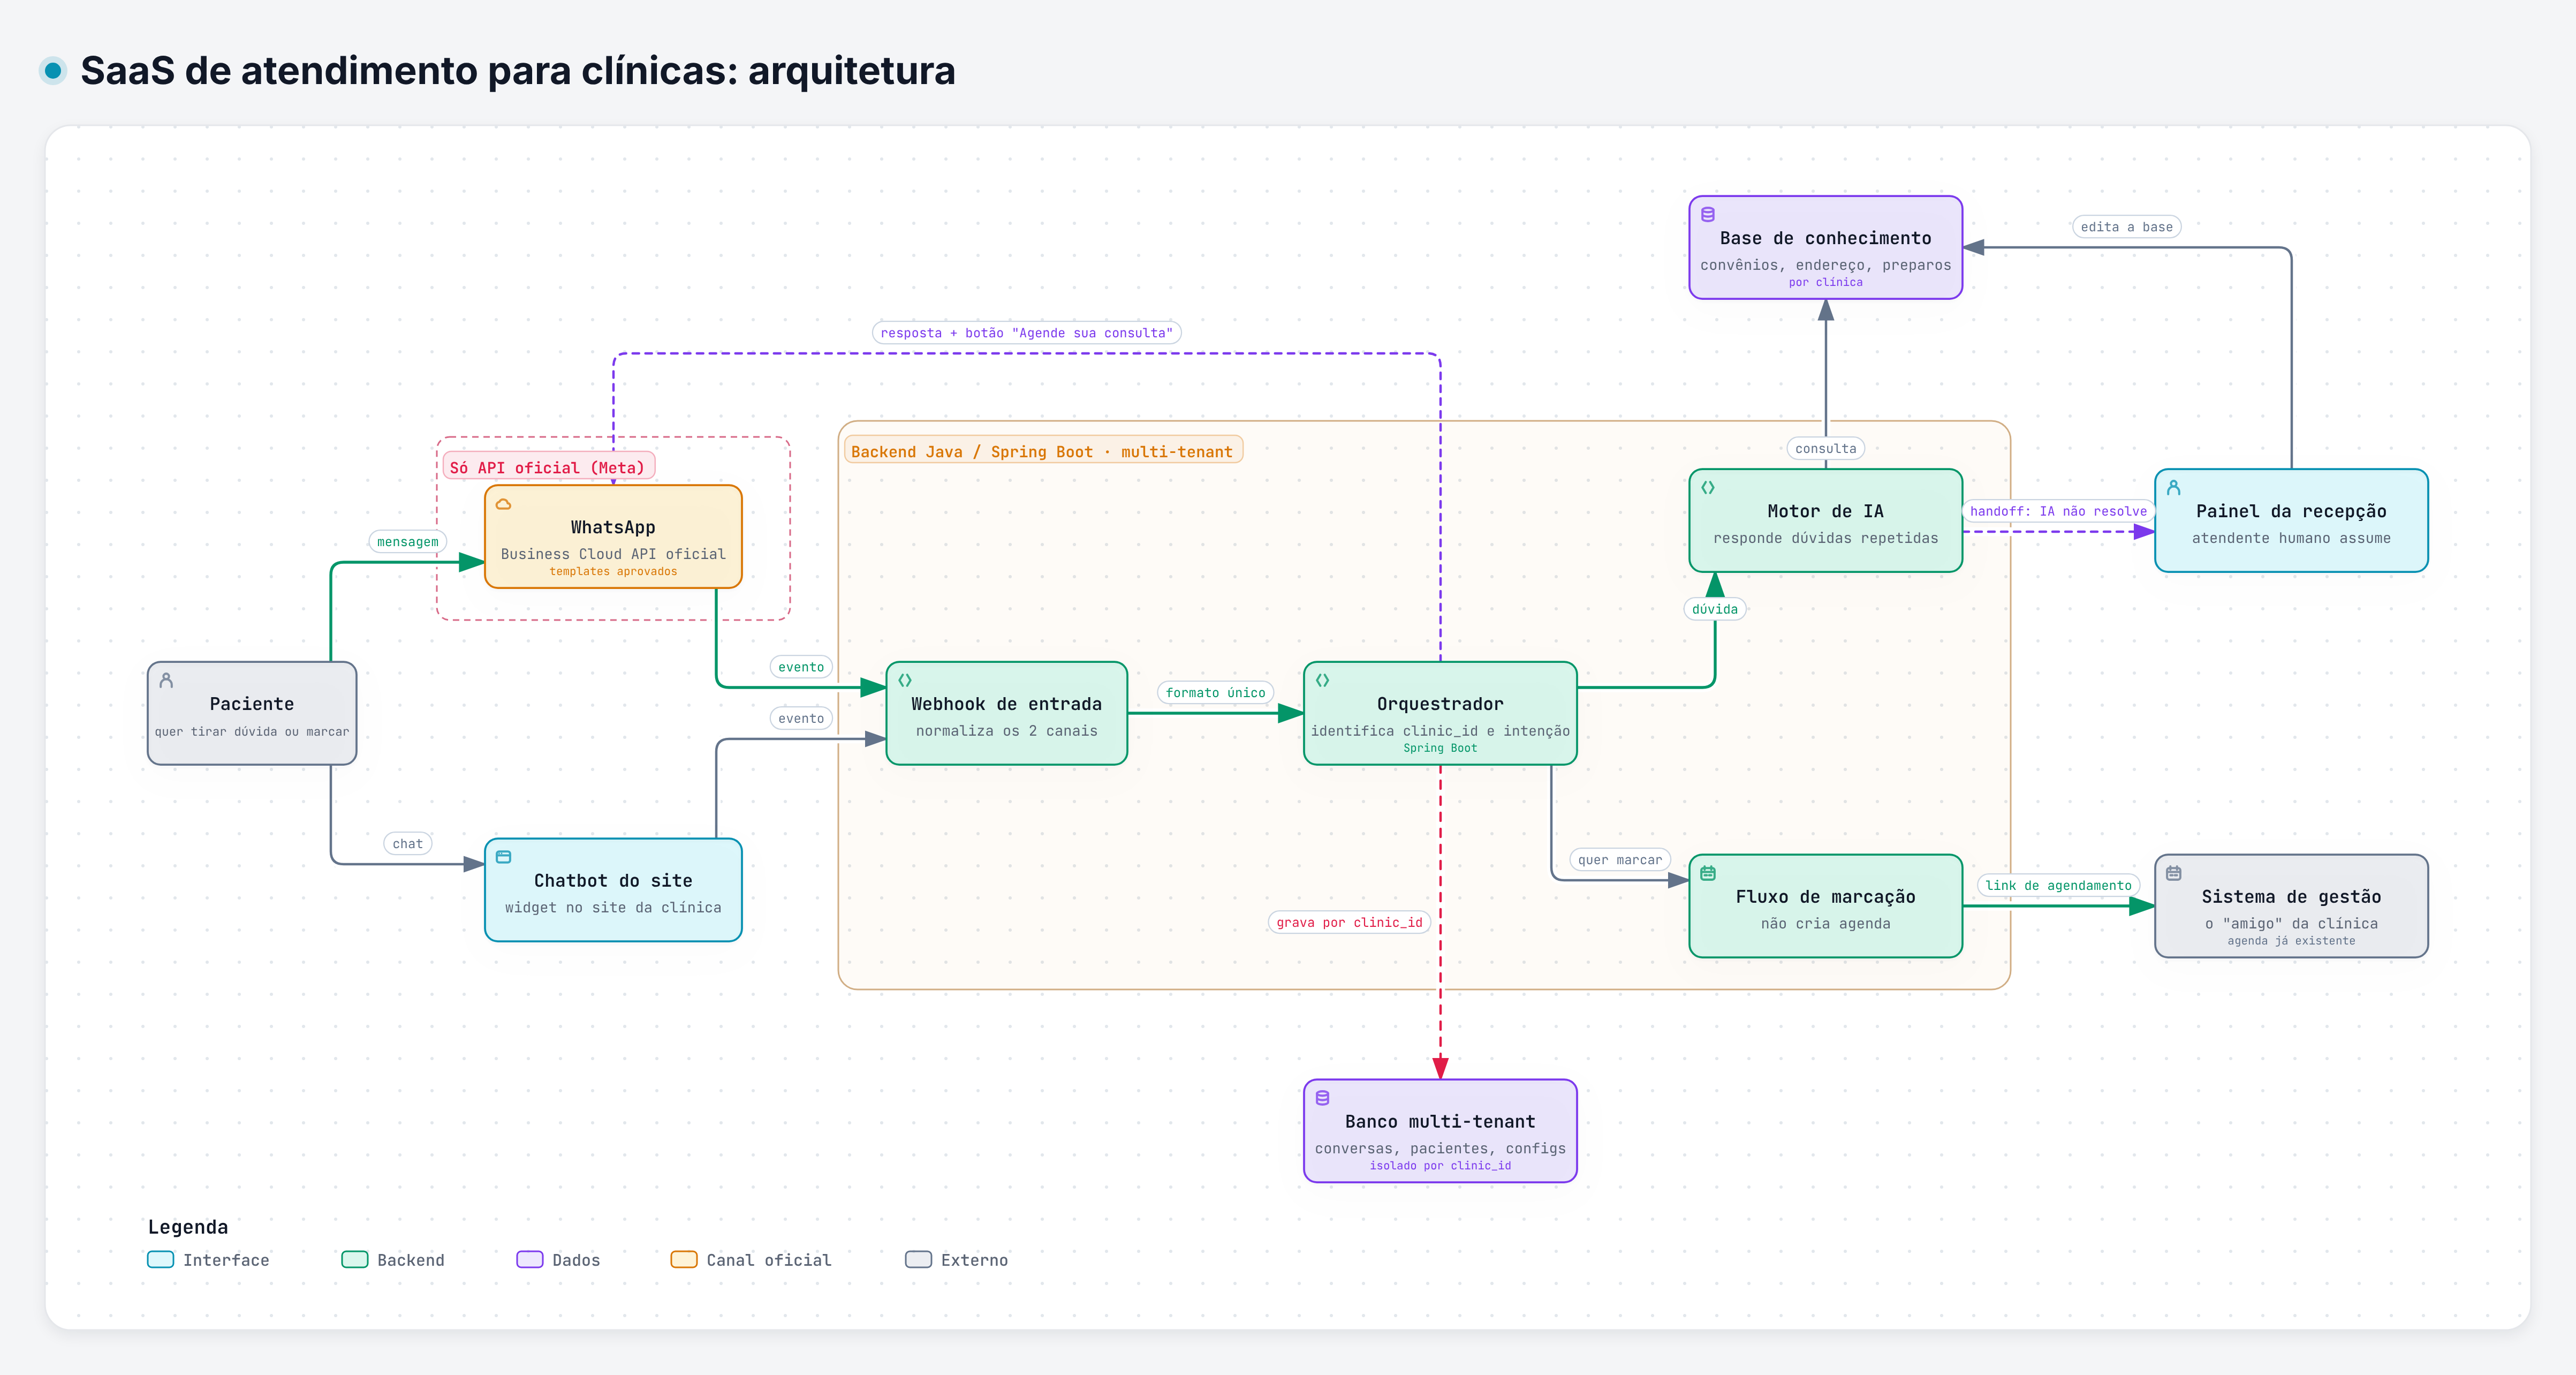 SaaS de atendimento para clínicas: arquitetura
Base de conhecimento
convênios, endereço, preparos
por clínica
edita a base
resposta + botão "Agende sua consulta"
Só API oficial (Meta)
WhatsApp
Business Cloud API oficial
templates aprovados
mensagem
Backend Java / Spring Boot · multi-tenant
consulta
Motor de IA
responde dúvidas repetidas
handoff: IA não resolve
Painel da recepção
atendente humano assume
dúvida
Paciente
quer tirar dúvida ou marcar
evento
evento
Webhook de entrada
normaliza os 2 canais
formato único
Orquestrador
identifica clinic_id e intenção
Spring Boot
chat
Chatbot do site
widget no site da clínica
quer marcar
Fluxo de marcação
não cria agenda
link de agendamento
Sistema de gestão
o "amigo" da clínica
agenda já existente
grava por clinic_id
Banco multi-tenant
conversas, pacientes, configs
isolado por clinic_id
Legenda
Interface
Backend
Dados
Canal oficial
Externo